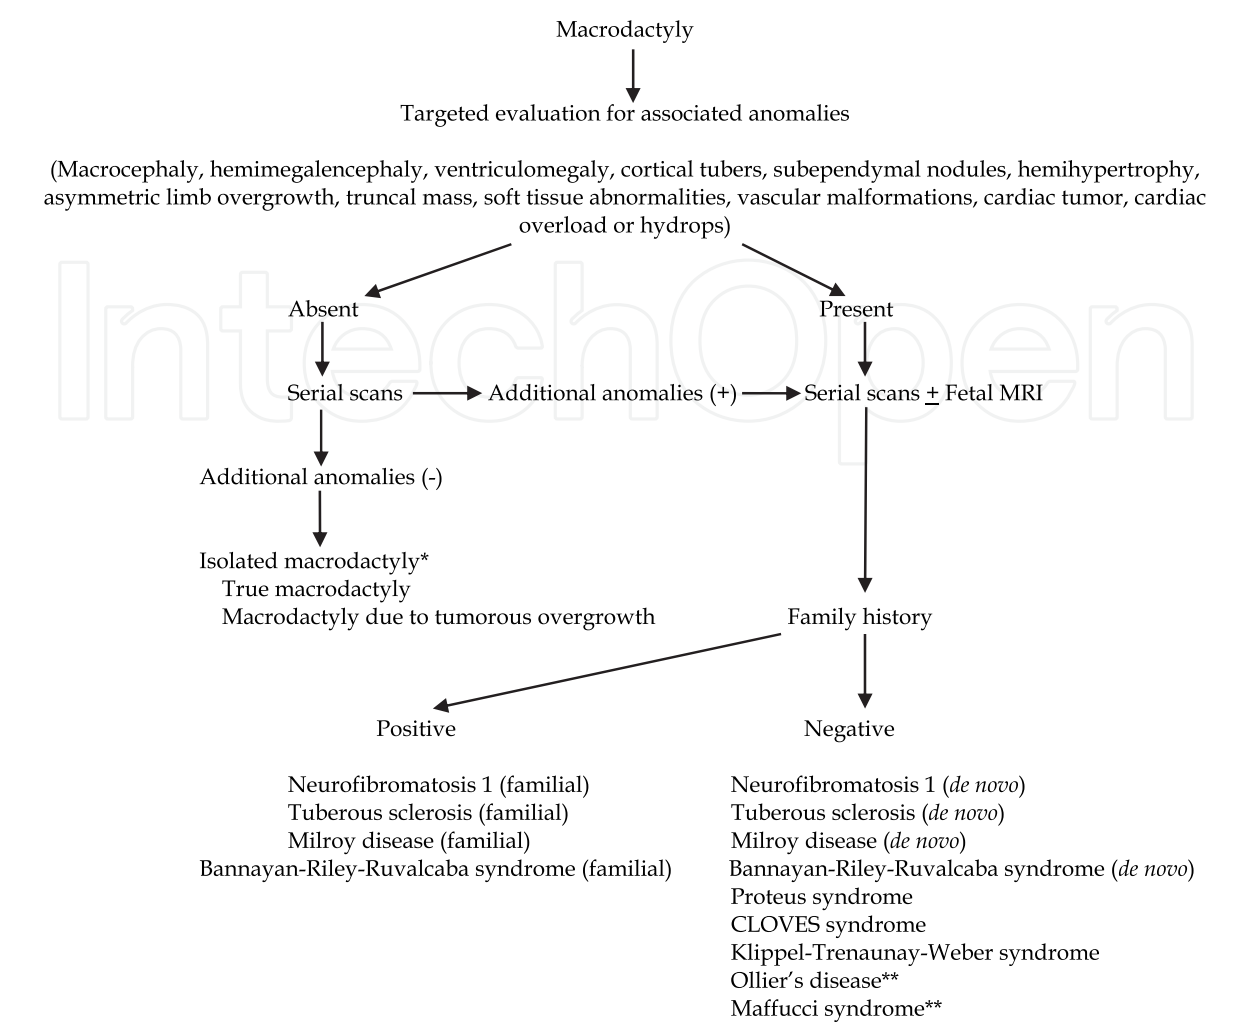 Macrodactyly
Targeted evaluation for associated anomalies
(Macrocephaly, hemimegalencephaly, ventriculomegaly, cortical tubers, subependymal nodules, hemihypertrophy,
asymmetric limb overgrowth, truncal mass, soft tissue abnormalities, vascular malformations, cardiac tumor, cardiac
overload or hydrops)
IntechOpen
Absent
Present
Serial scans
Additional anomalies (+)
Serial scans ± Fetal MRI
Additional anomalies (-)
Isolated macrodactyly*
True macrodactyly
Macrodactyly due to tumorous overgrowth
Family history
Positive
Negative
Neurofibromatosis 1 (familial)
Tuberous sclerosis (familial)
Milroy disease (familial)
Bannayan-Riley-Ruvalcaba syndrome (familial)
Neurofibromatosis 1 (de novo)
Tuberous sclerosis (de novo)
Milroy disease (de novo)
Bannayan-Riley-Ruvalcaba syndrome (de novo)
Proteus syndrome
CLOVES syndrome
Klippel-Trenaunay-Weber syndrome
Ollier’s disease**
Maffucci syndrome**